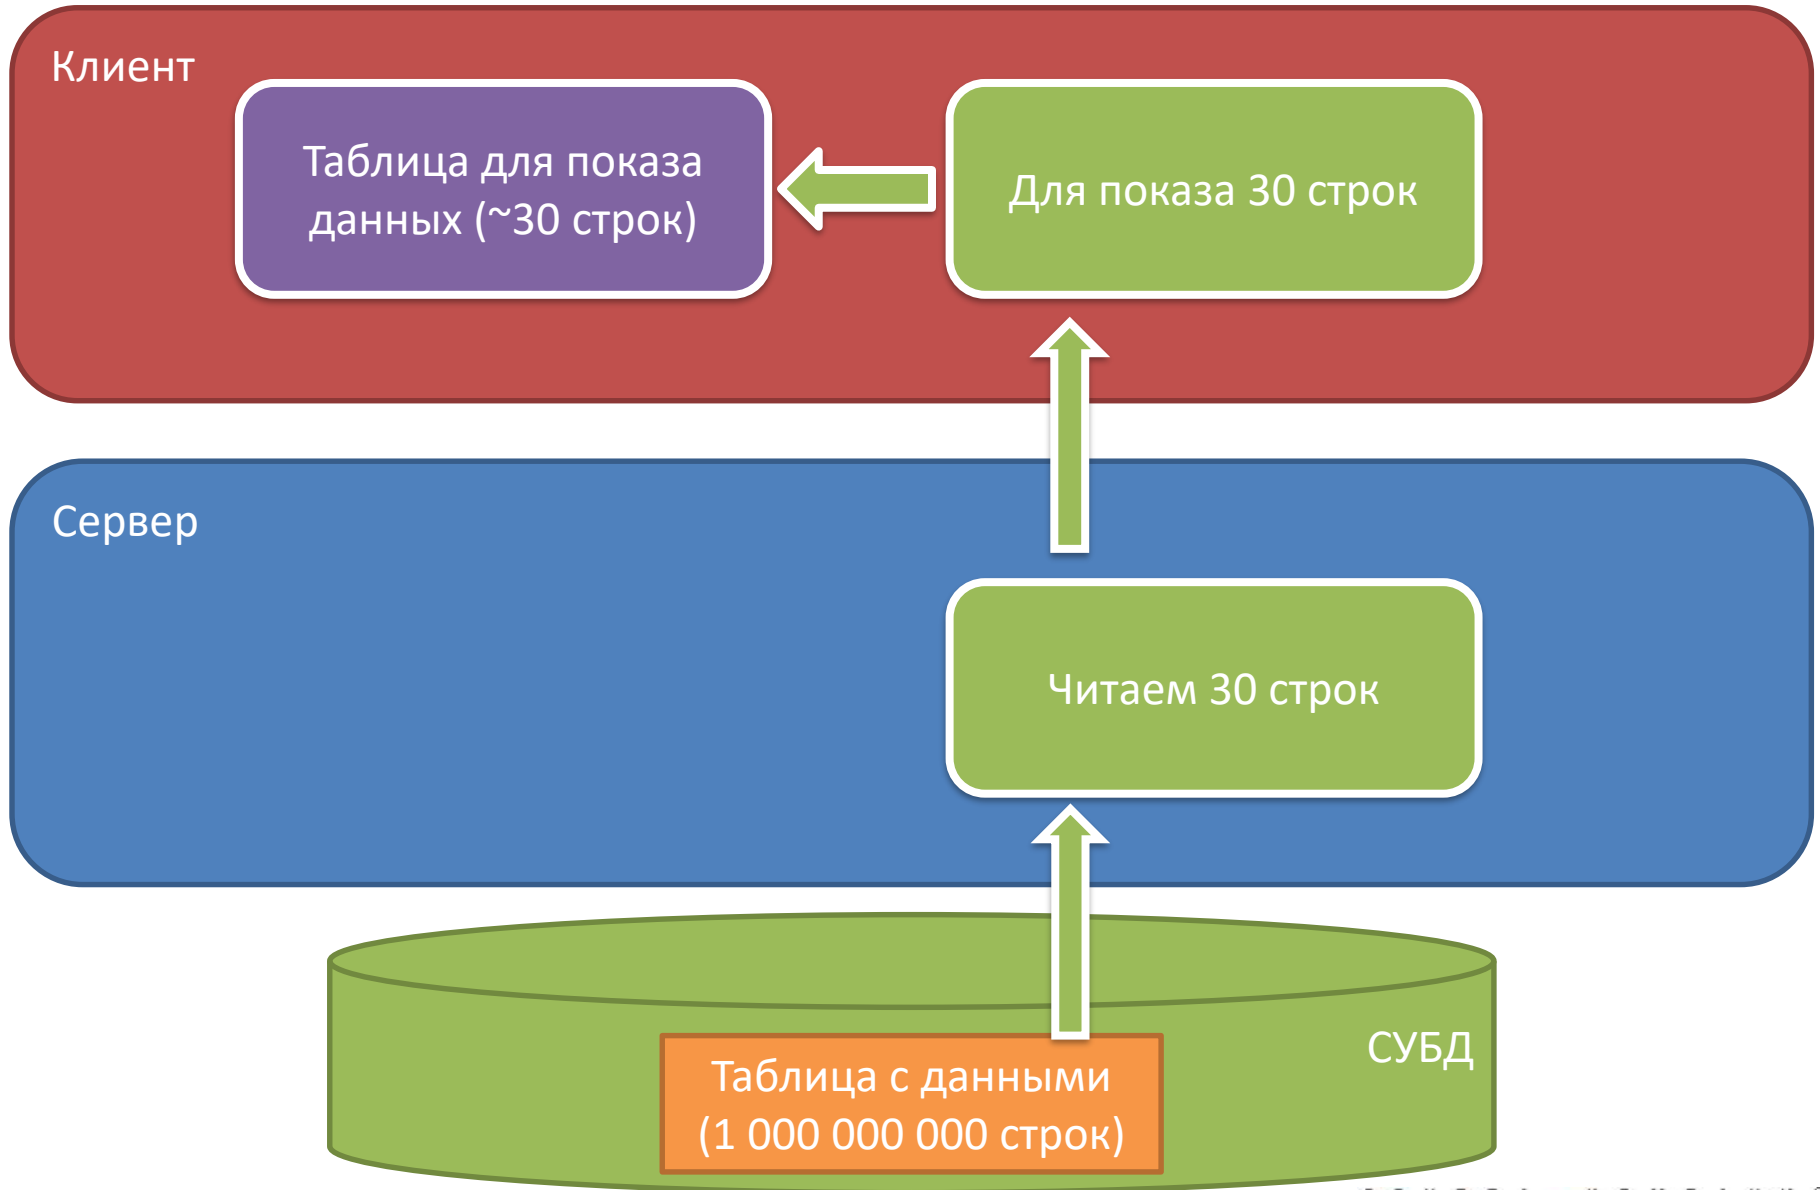 Клиент
Таблица для показа
данных (~30 строк)
Для показа 30 строк
Сервер
Читаем 30 строк
СУБД
Таблица с данными
(1 000 000 000 строк)